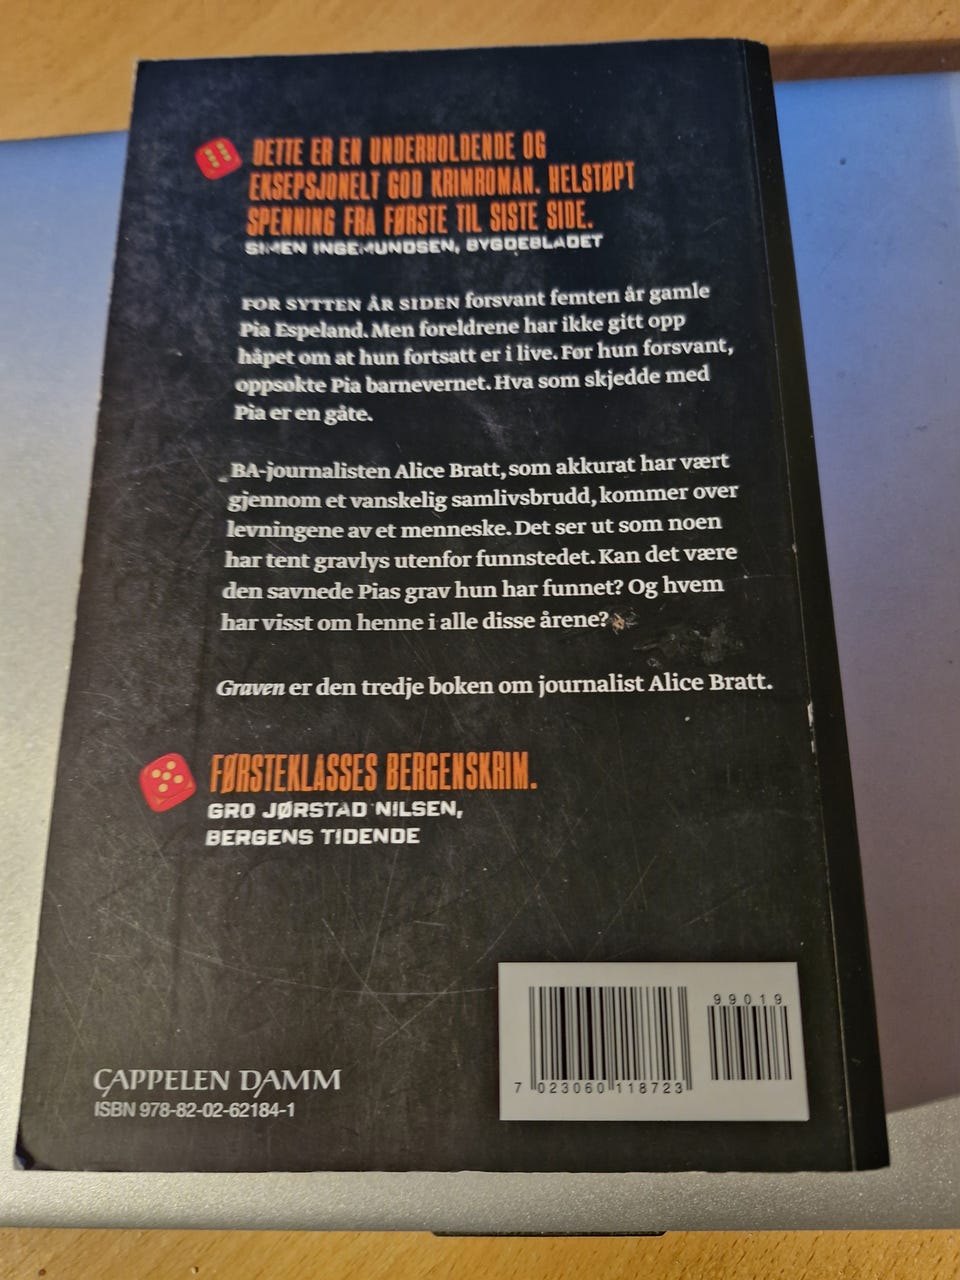 DETTE ER EN UNDERHOLDENDE OG
EKSEPSJONELT GOD KRIMROMAN. HELSTØPT
SPENNING FRA FØRSTE TIL SISTE SIDE.
SIMEN INGEMUNDSEN, BYGDEBLADET
FOR SYTTEN ÅR SIDEN forsvant femten år gamle
Pia Espeland. Men foreldrene har ikke gitt opp
håpet om at hun fortsatt er i live. Før hun forsvant,
oppsøkte Pia barnevernet. Hva som skjedde med
Pia er en gåte.
BA-journalisten Alice Bratt, som akkurat har vært
gjennom et vanskelig samlivsbrudd, kommer over
levningene av et menneske. Det ser ut som noen
har tent gravlys utenfor funnstedet. Kan det være
den savnede Pias grav hun har funnet? Og hvem
har visst om henne i alle disse årene?
Graven er den tredje boken om journalist Alice Bratt.
FØRSTEKLASSES BERGENSKRIM.
GRO JØRSTAD NILSEN,
BERGENS TIDENDE
CAPPELEN DAMM
ISBN 978-82-02-62184-1
99019
7 023060 118723